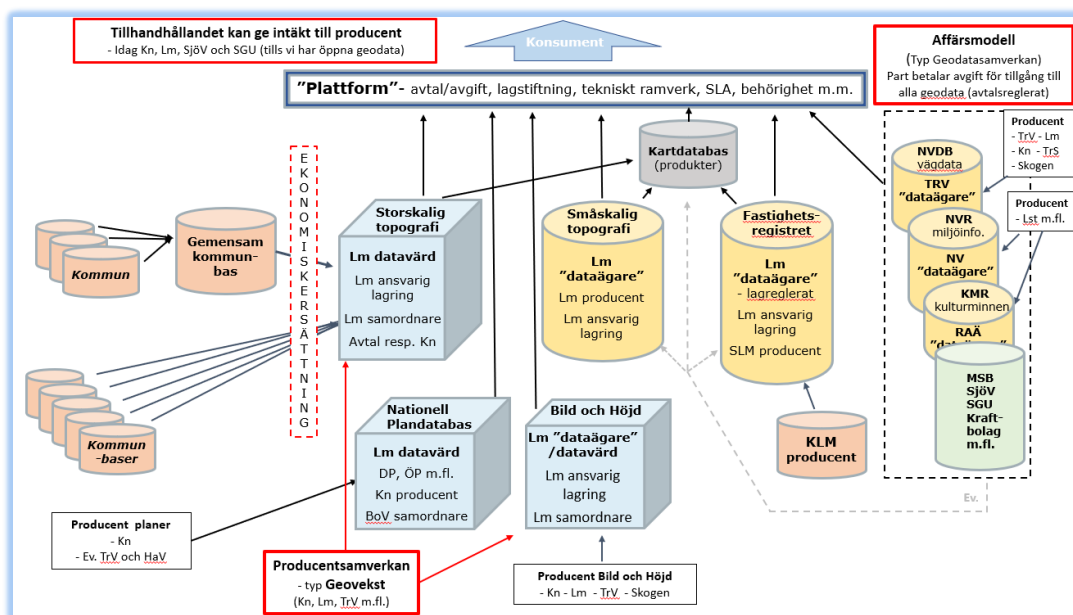 Tillhandhållandet kan ge intäkt till producent
- Idag Kn, Lm, SjöV och SGU (tills vi har öppna geodata)
Konsument
Affärsmodell
(Typ Geodatasamverkan)
Part betalar avgift för tillgång till
alla geodata (avtalsreglerat)
”Plattform”- avtal/avgift, lagstiftning, tekniskt ramverk, SLA, behörighet m.m.
Kartdatabas
(produkter)
EKONOMISKERSÄTTNING
Kommun
Gemensam
kommun-
bas
Kommun
-baser
Storskalig
topografi
Lm datavärd
Lm ansvarig
lagring
Lm samordnare
Avtal resp. Kn
Småskalig
topografi
Lm ”dataägare”
Lm producent
Lm ansvarig
lagring
Fastighets-
registret
Lm
”dataägare”
- lagreglerat
Lm ansvarig
lagring
SLM producent
NVDB
vägdata
TRV
”dataägare”
NVR
miljöinfo.
NV
”dataägare”
KMR
kulturminnen
RAÄ
”dataägare”
MSB
SjöV
SGU
Kraft-
bolag
m.fl.
Producent
- TrV - Lm
- Kn - TrS
- Skogen
Producent
- Lst m.fl.
Nationell
Plandatabas
Lm datavärd
DP, ÖP m.fl.
Kn producent
BoV samordnare
Bild och Höjd
Lm ”dataägare”
/datavärd
Lm ansvarig
lagring
Lm samordnare
KLM
producent
Ev.
Producent planer
- Kn
- Ev. TrV och HaV
Producentsamverkan
- typ Geovekst
(Kn, Lm, TrV m.fl.)
Producent Bild och Höjd
- Kn - Lm - TrV - Skogen